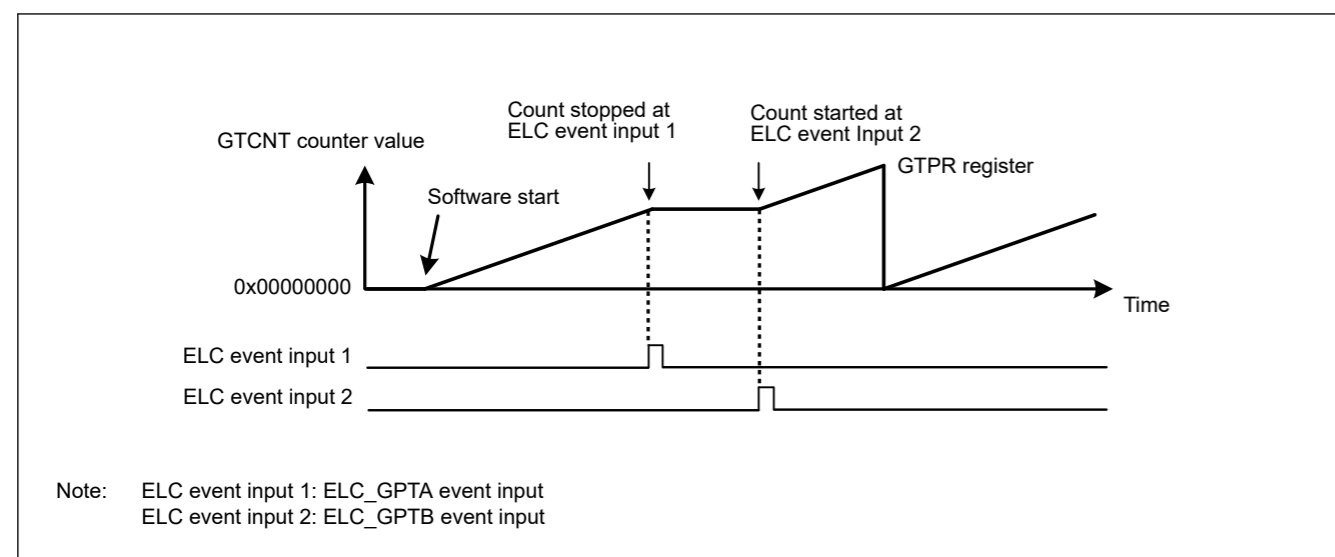 Count stopped at
ELC event input 1
Count started at
ELC event Input 2
GTCNT counter value
GTPR register
Software start
0x00000000
Time
ELC event input 1
ELC event input 2
Note: ELC event input 1: ELC_GPTA event input
ELC event input 2: ELC_GPTB event input